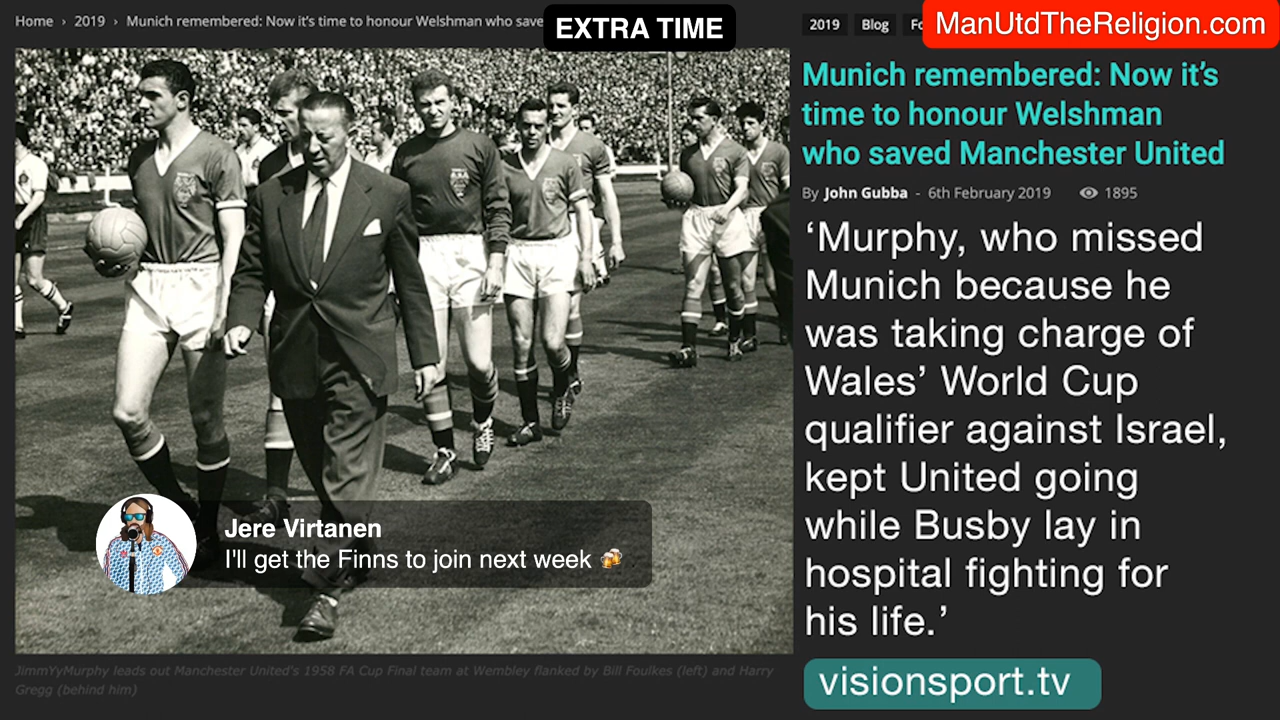 Home › 2019 › Munich remembered: Now it's time to honour Welshman who save
EXTRA TIME
2019 Blog Fo
ManUtdTheReligion.com
Munich remembered: Now it's
time to honour Welshman
who saved Manchester United
By John Gubba - 6th February 2019 1895
‘Murphy, who missed
Munich because he
was taking charge of
Wales’ World Cup
qualifier against Israel,
kept United going
while Busby lay in
hospital fighting for
his life.’
visionsport.tv
Jere Virtanen
I'll get the Finns to join next week 🍻
JimmYyMurphy leads out Manchester United's 1958 FA Cup Final team at Wembley flanked by Bill Foulkes (left) and Harry
Gregg (behind him)